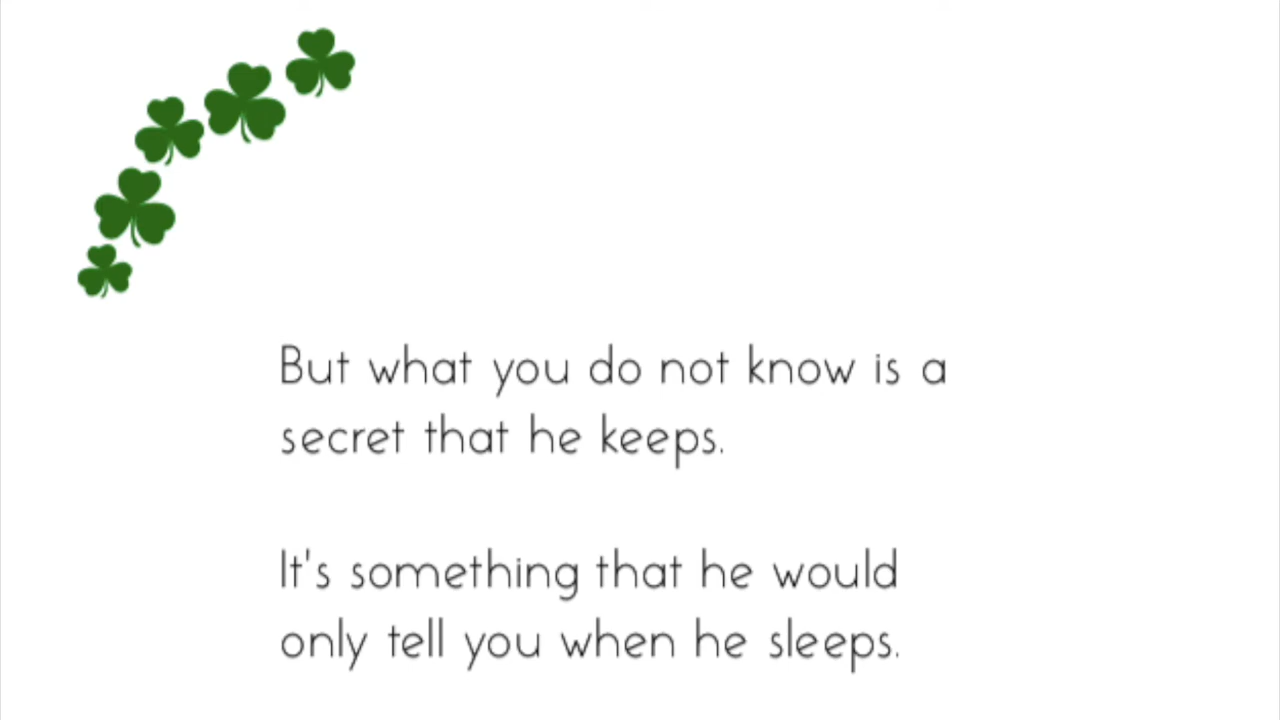 But what you do not know is a
secret that he keeps.
It's something that he would
only tell you when he sleeps.